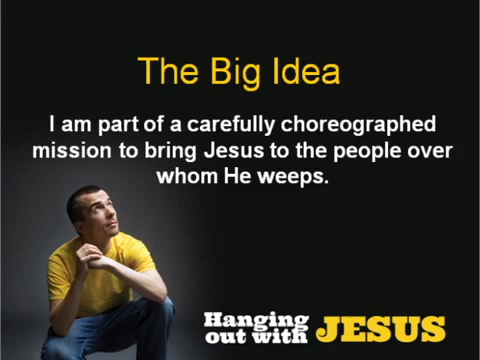 The Big Idea
I am part of a carefully choreographed
mission to bring Jesus to the people over
whom He weeps.
Hanging
out with JESUS